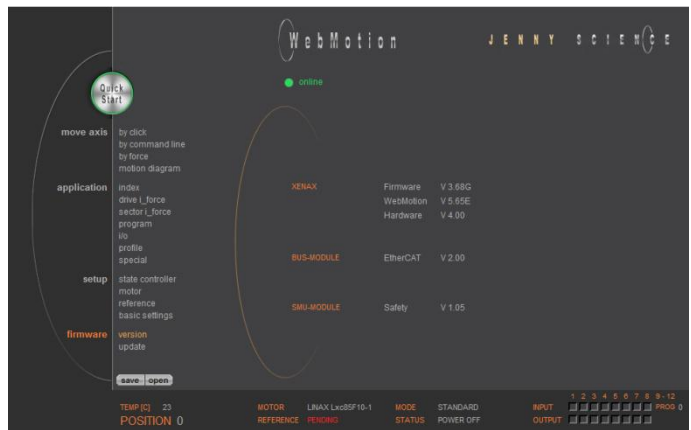 WebMotion
JENNY SCIENCE
online
Quick Start
move axis
by click
by command line
by force
motion diagram
application
index
drive i_force
sector i_force
program
i/o
profile
special
setup
state controller
motor
reference
basic settings
firmware
version
update
save open
XENAX
Firmware V 3.68G
WebMotion V 5.65E
Hardware V 4.00
BUS-MODULE EtherCAT V 2.00
SMU-MODULE Safety V 1.05
1 2 3 4 5 6 7 8 9-12
TEMP [C] 23 MOTOR LINAX Lxc85F10-1 MODE STANDARD INPUT PROG 0
POSITION 0 REFERENCE PENDING STATUS POWER OFF OUTPUT